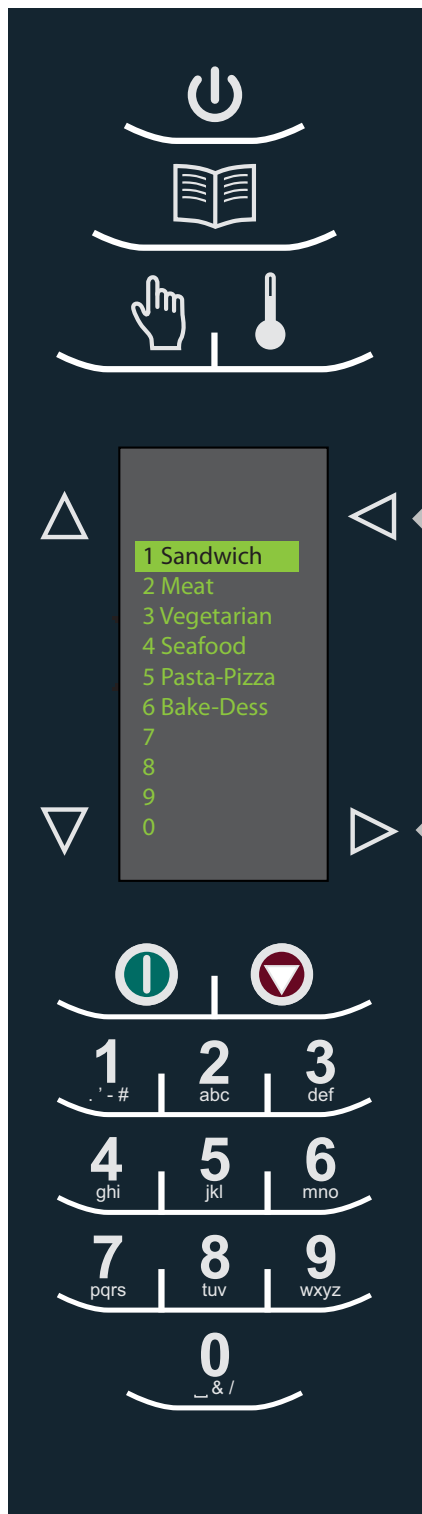 1 Sandwich
2 Meat
3 Vegetarian
4 Seafood
5 Pasta-Pizza
6 Bake-Dess
7
8
9
0
1 2 3
. ' - # abc def
4 5 6
ghi jkl mno
7 8 9
pqrs tuv wxyz
0
⎵ & /